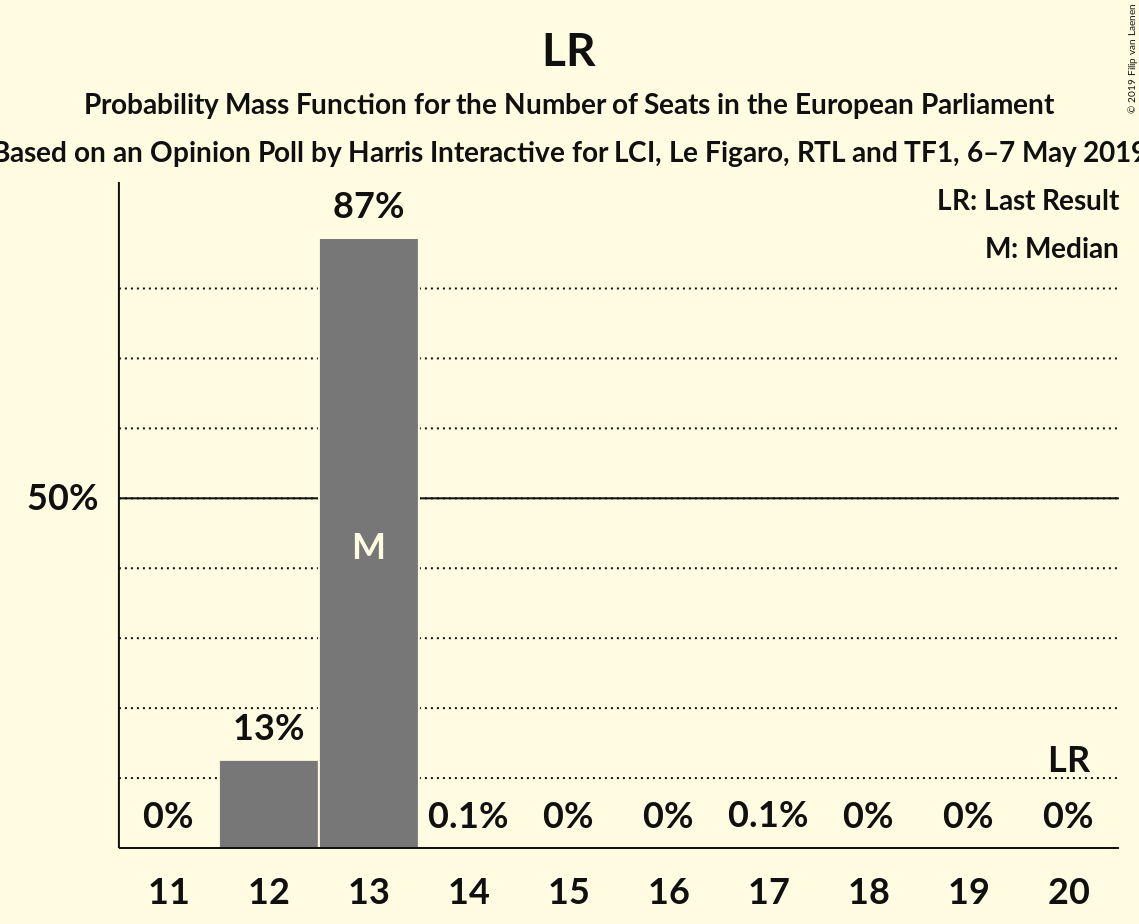 LR
Probability Mass Function for the Number of Seats in the European Parliament
Based on an Opinion Poll by Harris Interactive for LCI, Le Figaro, RTL and TF1, 6–7 May 2019
© 2019 Filip van Laenen
LR: Last Result
M: Median
87%
50%
M
13%
LR
0%
0.1%
0%
0%
0.1%
0%
0%
0%
11 12 13 14 15 16 17 18 19 20